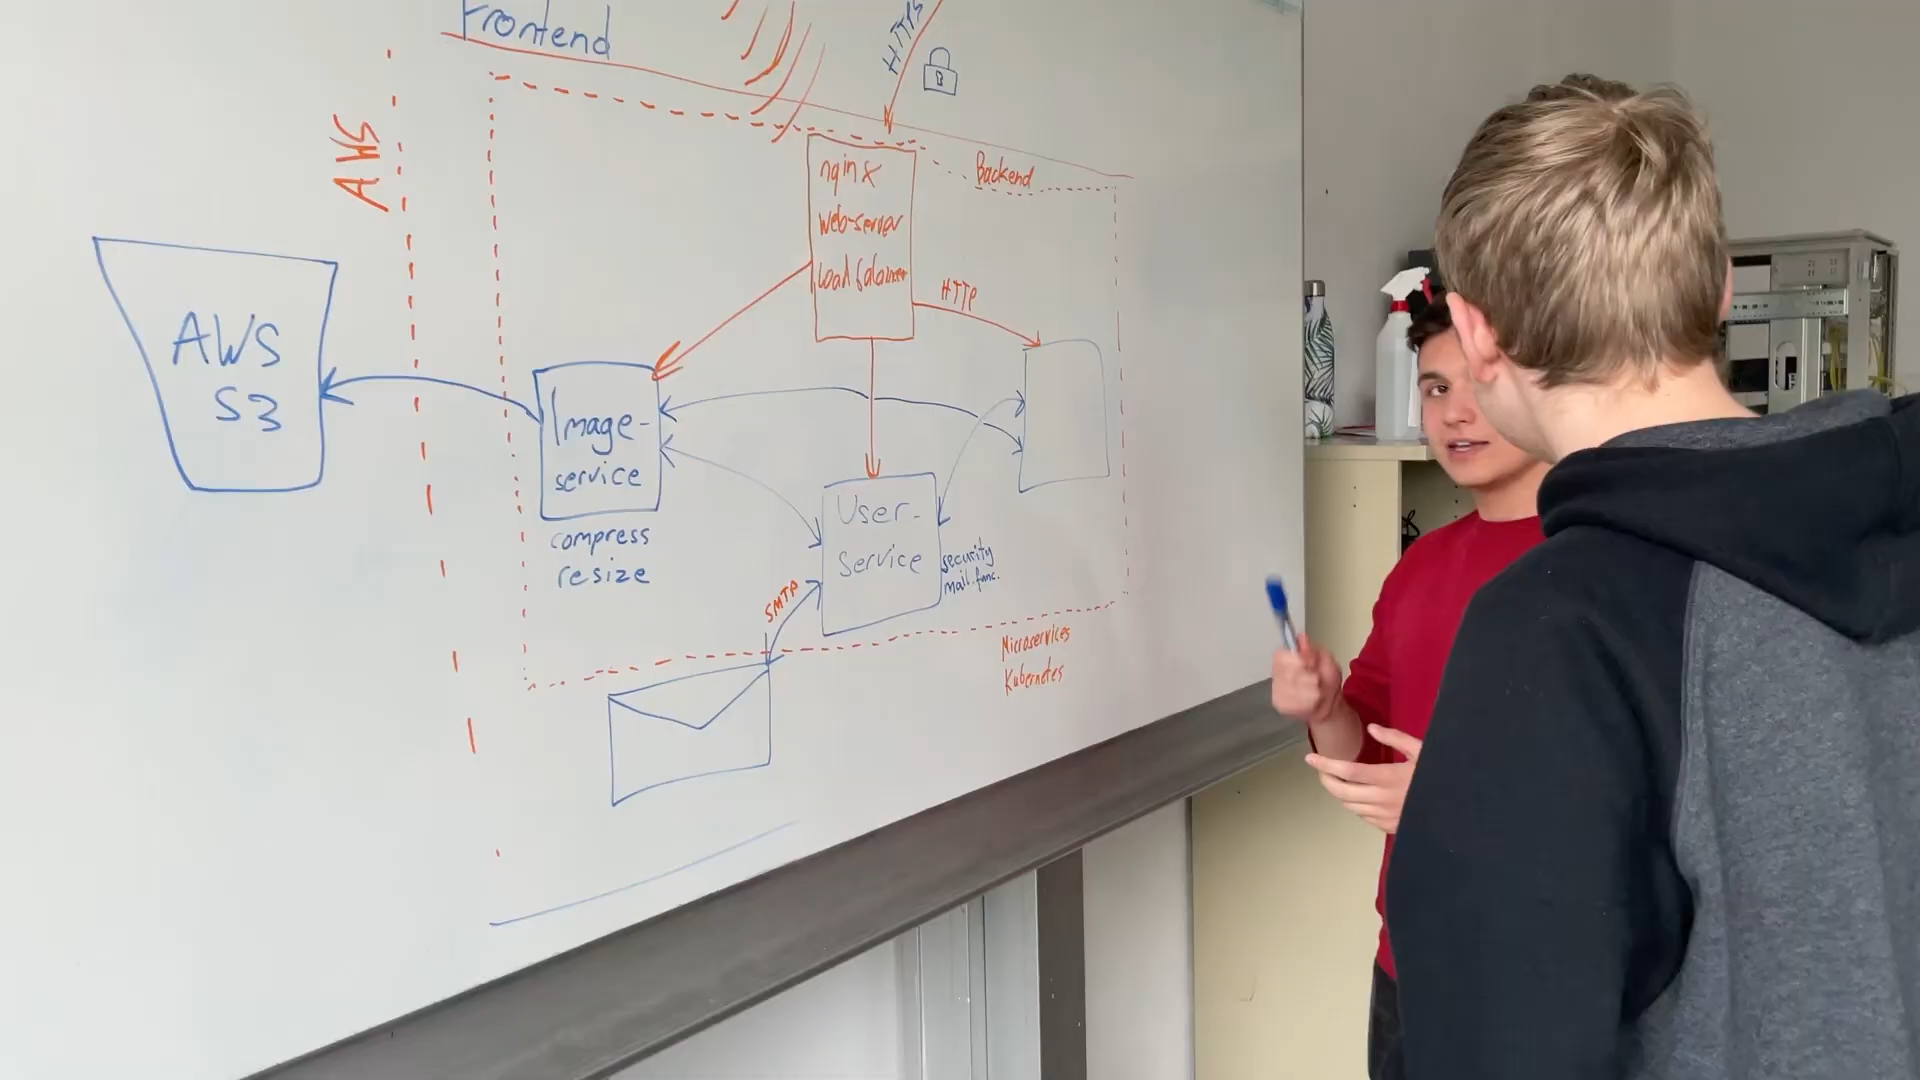 Frontend
HTTPS
AWS
nginx
web-server
load balancer
Backend
HTTP
AWS
S3
Image-
service
compress
resize
User-
Service
security
mail.func.
SMTP
Microservices
Kubernetes